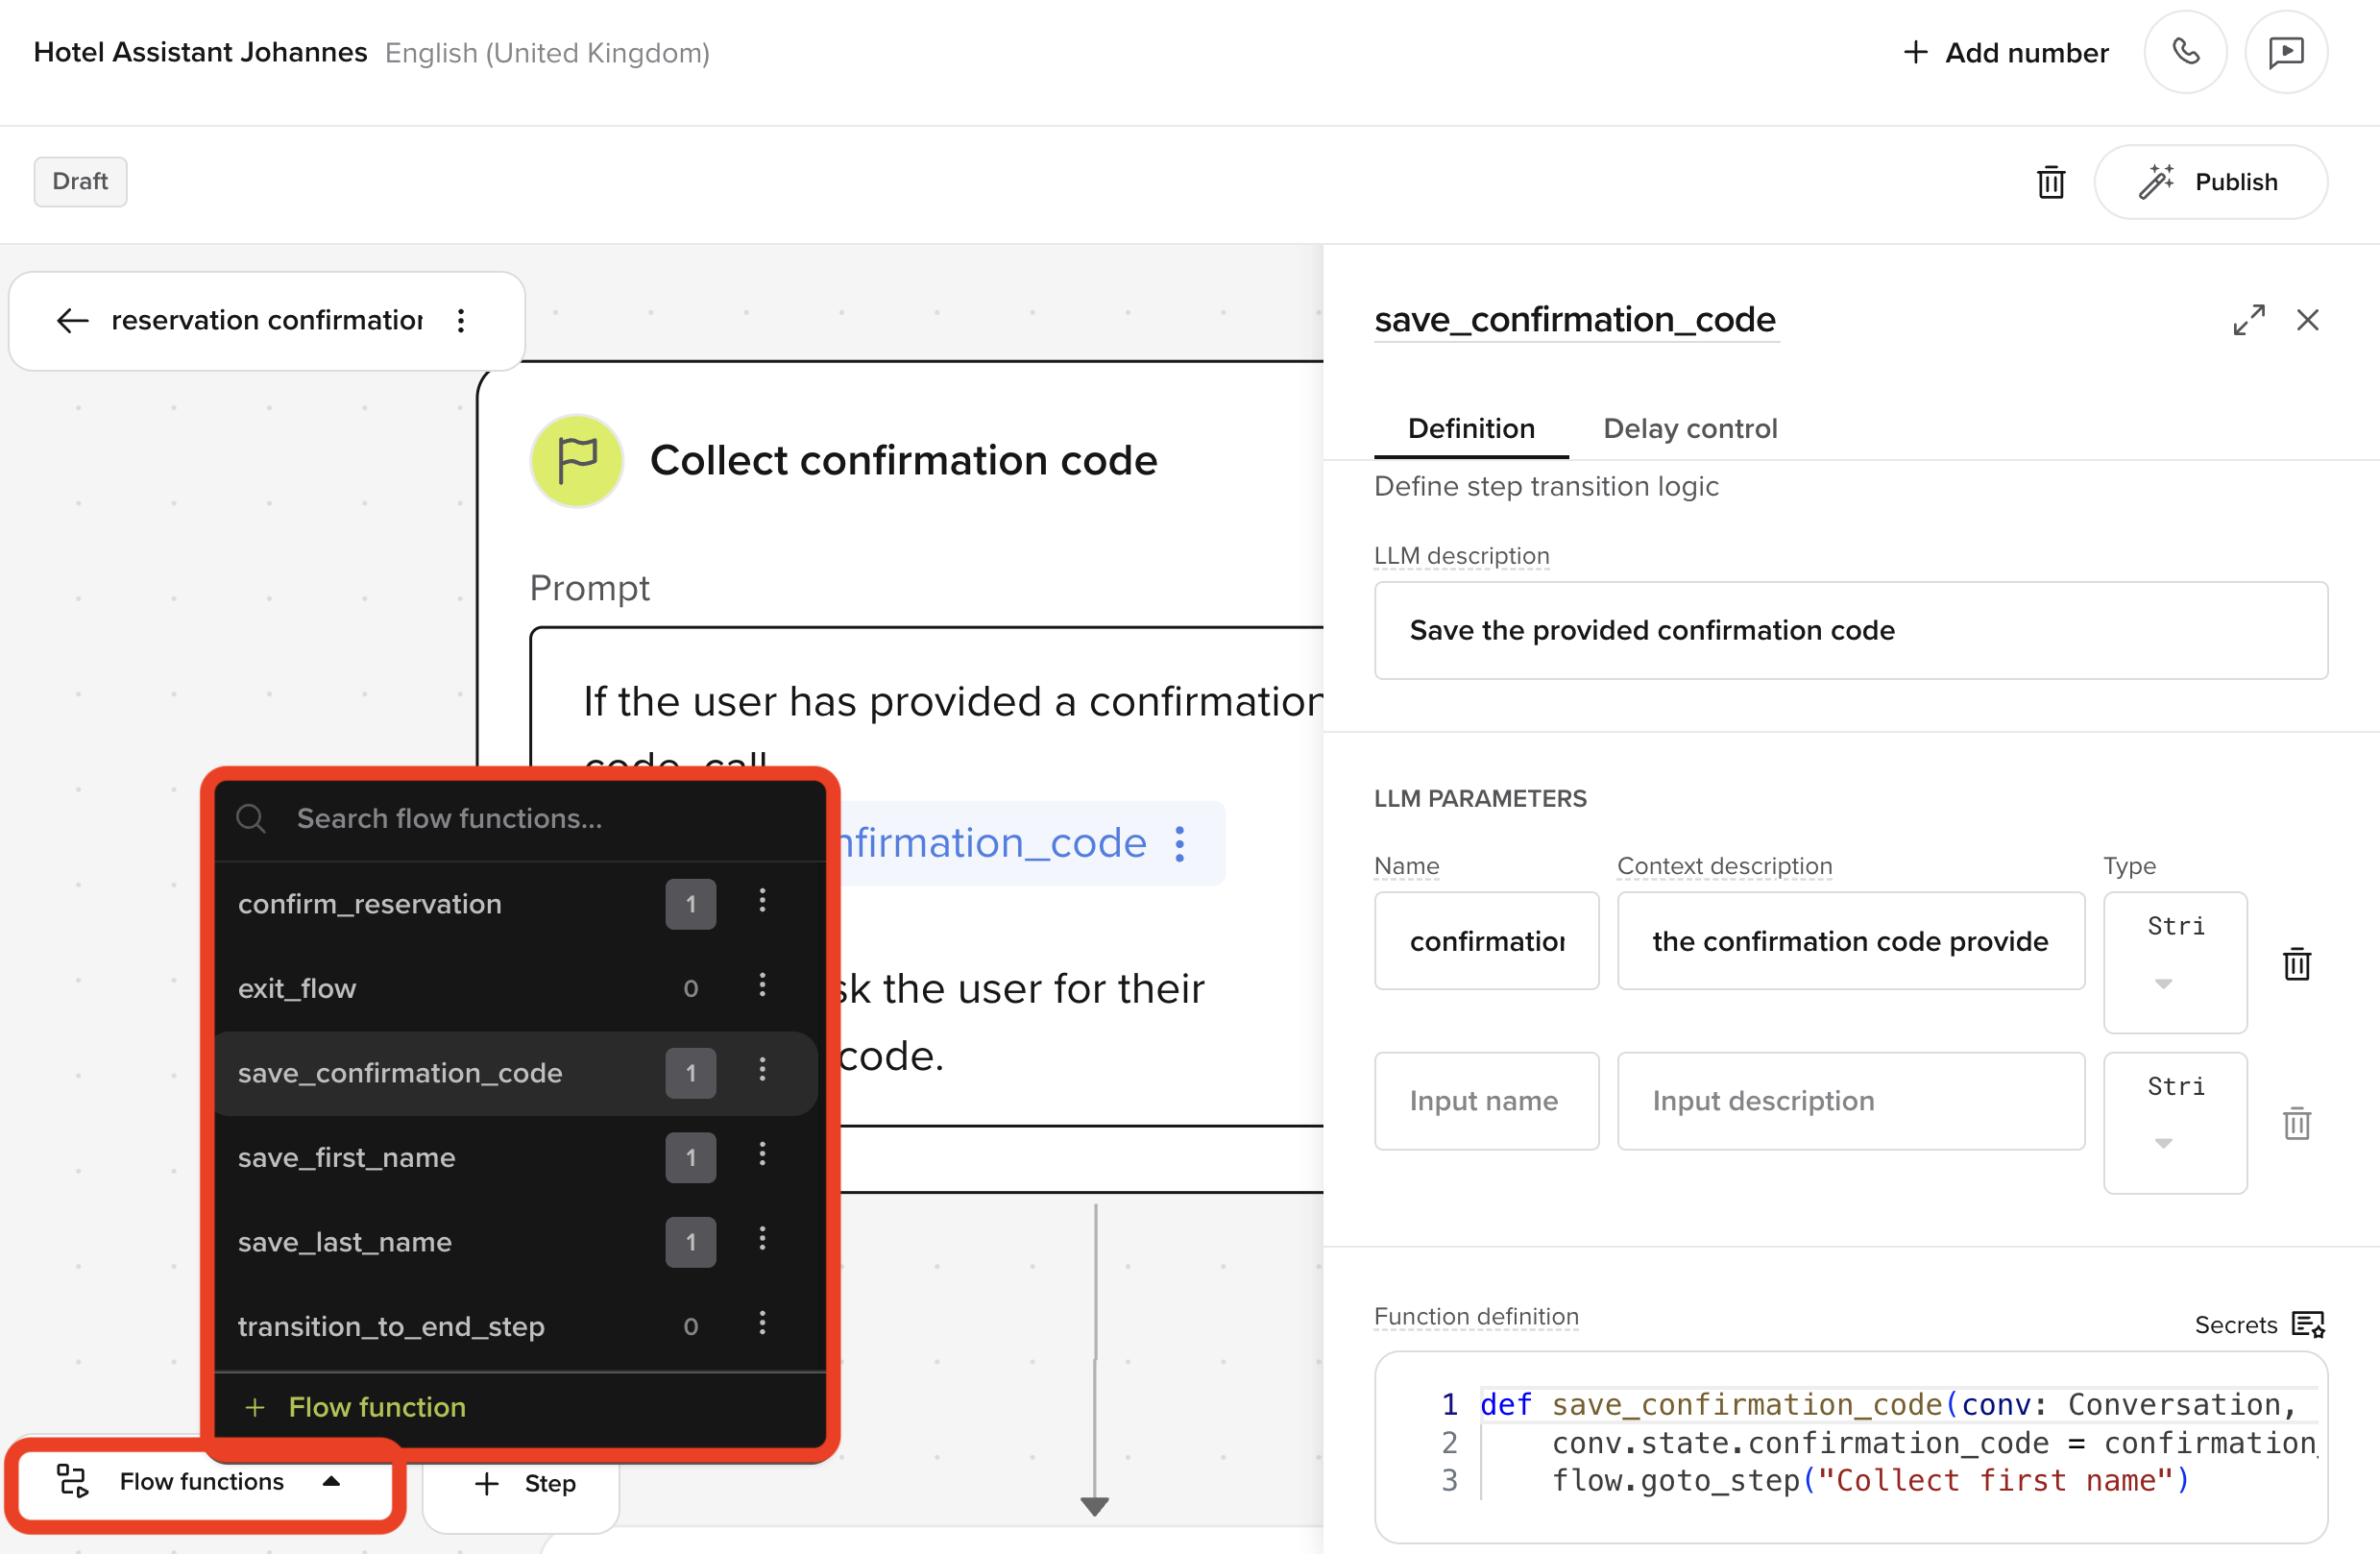 Hotel Assistant Johannes English (United Kingdom)
Add number
Draft
Publish
reservation confirmation
Collect confirmation code
Prompt
If the user has provided a confirmation
code, call
nfirmation_code
sk the user for their
code.
Search flow functions...
confirm_reservation 1
exit_flow 0
save_confirmation_code 1
save_first_name 1
save_last_name 1
transition_to_end_step 0
+ Flow function
Flow functions
+ Step
save_confirmation_code
Definition
Delay control
Define step transition logic
LLM description
Save the provided confirmation code
LLM PARAMETERS
Name Context description Type
confirmation the confirmation code provide Stri
Input name Input description Stri
Function definition
Secrets
1 def save_confirmation_code(conv: Conversation,
2 conv.state.confirmation_code = confirmation_
3 flow.goto_step("Collect first name")